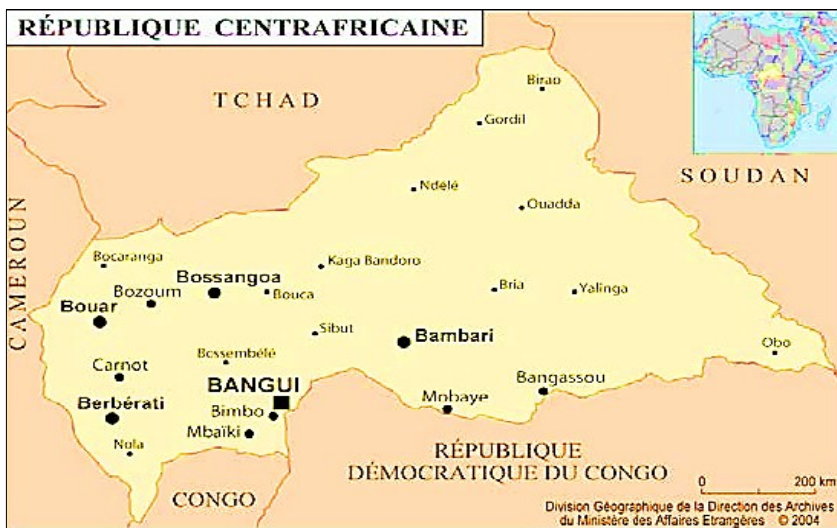 RÉPUBLIQUE CENTRAFRICAINE
TCHAD
Birao
Gordil
SOUDAN
Ndélé
Ouadda
CAMEROUN
Bocaranga
Kaga Bandoro
Bossangoa
Bozoum
Bouca
Bria
Yalinga
Bouar
Sibut
Bambari
Obo
Bossembélé
Carnot
BANGUI
Bangassou
Berbérati
Bimbo
Mobaye
Mbaïki
Nola
RÉPUBLIQUE
DÉMOCRATIQUE DU CONGO
CONGO
0 200 km
Division Géographique de la Direction des Archives
du Ministère des Affaires Etrangères © 2004